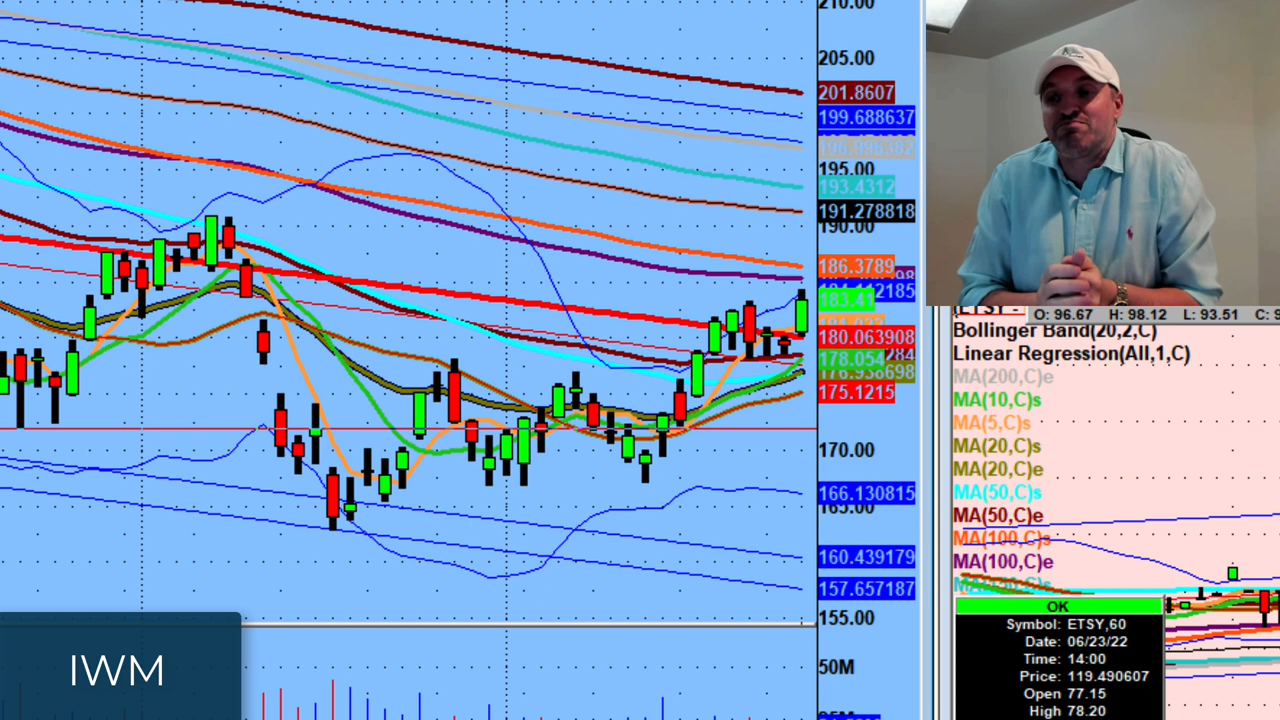 210.00
205.00
201.8607
199.688637
195.00
193.4312
191.278818
190.00
186.3789
183.41
180.063908
178.054
175.1215
170.00
166.130815
165.00
160.439179
157.657187
155.00
50M
IWM
O: 96.67 H: 98.12 L: 93.51 C: 9
Bollinger Band(20,2,C)
Linear Regression(All,1,C)
MA(200,C)e
MA(10,C)s
MA(5,C)s
MA(20,C)s
MA(20,C)e
MA(50,C)s
MA(50,C)e
MA(100,C)s
MA(100,C)e
OK
Symbol: ETSY,60
Date: 06/23/22
Time: 14:00
Price: 119.490607
Open 77.15
High 78.20